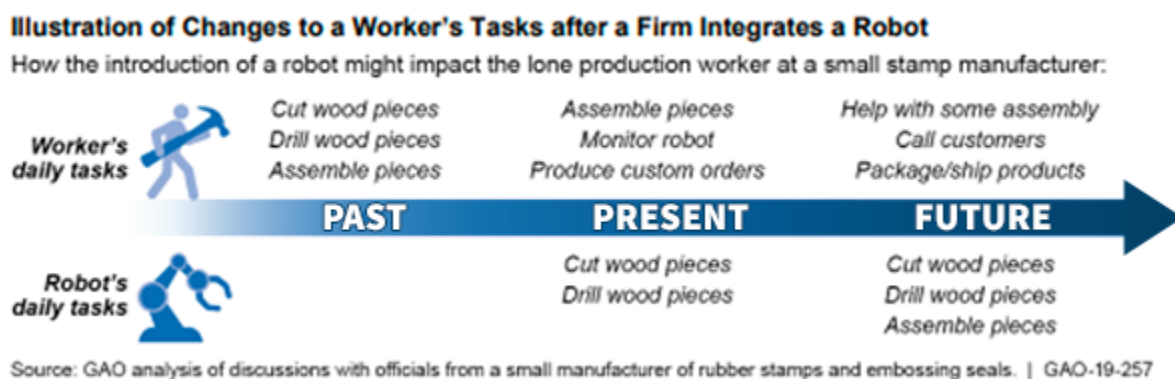 Illustration of Changes to a Worker's Tasks after a Firm Integrates a Robot
How the introduction of a robot might impact the lone production worker at a small stamp manufacturer:
Worker's
daily tasks
Cut wood pieces
Drill wood pieces
Assemble pieces
Assemble pieces
Monitor robot
Produce custom orders
Help with some assembly
Call customers
Package/ship products
PAST
PRESENT
FUTURE
Robot's
daily tasks
Cut wood pieces
Drill wood pieces
Cut wood pieces
Drill wood pieces
Assemble pieces
Source: GAO analysis of discussions with officials from a small manufacturer of rubber stamps and embossing seals. | GAO-19-257